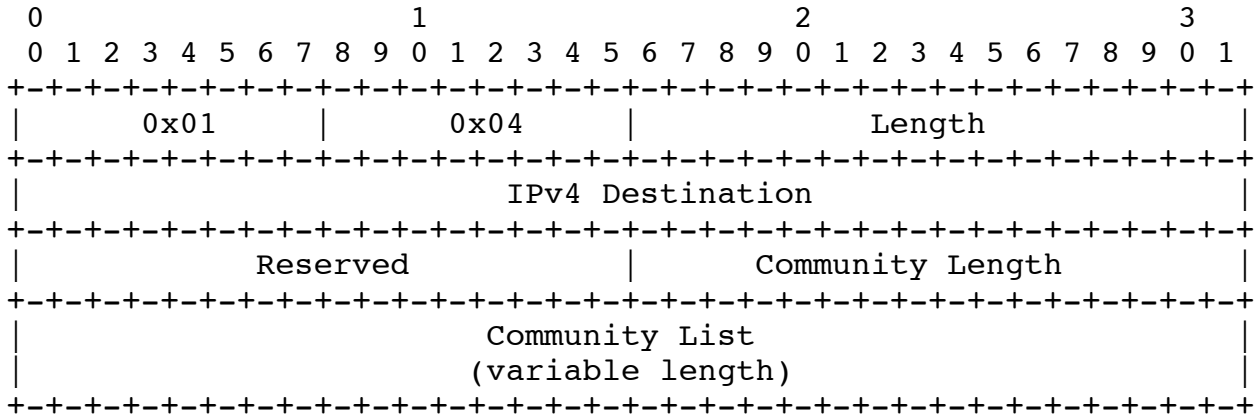 0                   1                   2                   3
 0 1 2 3 4 5 6 7 8 9 0 1 2 3 4 5 6 7 8 9 0 1 2 3 4 5 6 7 8 9 0 1
+-+-+-+-+-+-+-+-+-+-+-+-+-+-+-+-+-+-+-+-+-+-+-+-+-+-+-+-+-+-+-+-+
|      0x01     |      0x04     |            Length             |
+-+-+-+-+-+-+-+-+-+-+-+-+-+-+-+-+-+-+-+-+-+-+-+-+-+-+-+-+-+-+-+-+
|                         IPv4 Destination                      |
+-+-+-+-+-+-+-+-+-+-+-+-+-+-+-+-+-+-+-+-+-+-+-+-+-+-+-+-+-+-+-+-+
|            Reserved           |      Community Length         |
+-+-+-+-+-+-+-+-+-+-+-+-+-+-+-+-+-+-+-+-+-+-+-+-+-+-+-+-+-+-+-+-+
|                        Community List                         |
|                       (variable length)                       |
+-+-+-+-+-+-+-+-+-+-+-+-+-+-+-+-+-+-+-+-+-+-+-+-+-+-+-+-+-+-+-+-+